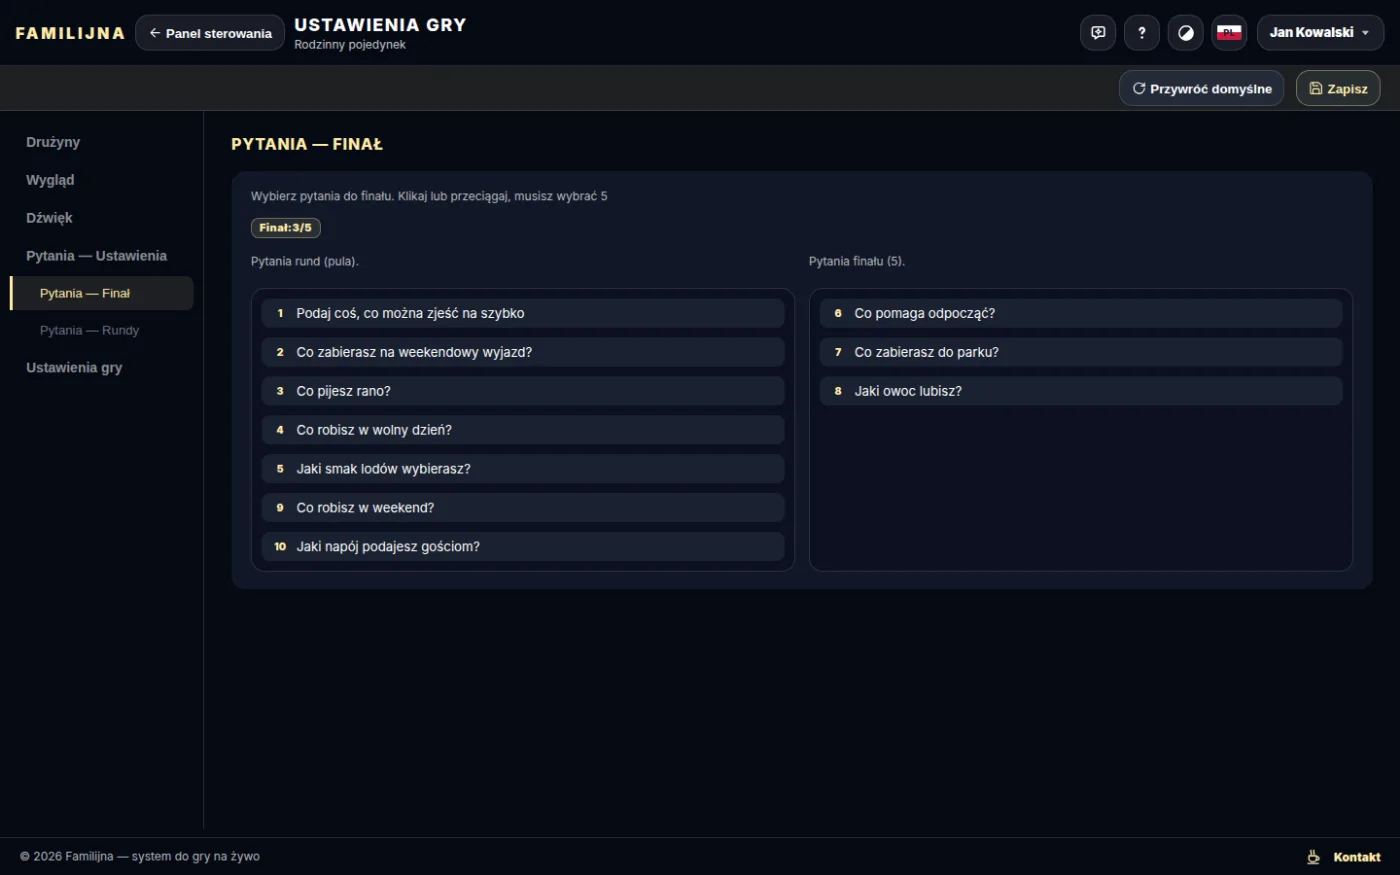 FAMILIJNA
← Panel sterowania
USTAWIENIA GRY
Rodzinny pojedynek
?
PL
Jan Kowalski
Przywróć domyślne
Zapisz
Drużyny
Wygląd
Dźwięk
Pytania — Ustawienia
Pytania — Finał
Pytania — Rundy
Ustawienia gry
PYTANIA — FINAŁ
Wybierz pytania do finału. Klikaj lub przeciągaj, musisz wybrać 5
Finał:3/5
Pytania rund (pula).
1 Podaj coś, co można zjeść na szybko
2 Co zabierasz na weekendowy wyjazd?
3 Co pijesz rano?
4 Co robisz w wolny dzień?
5 Jaki smak lodów wybierasz?
9 Co robisz w weekend?
10 Jaki napój podajesz gościom?
Pytania finału (5).
6 Co pomaga odpocząć?
7 Co zabierasz do parku?
8 Jaki owoc lubisz?
© 2026 Familijna — system do gry na żywo
Kontakt